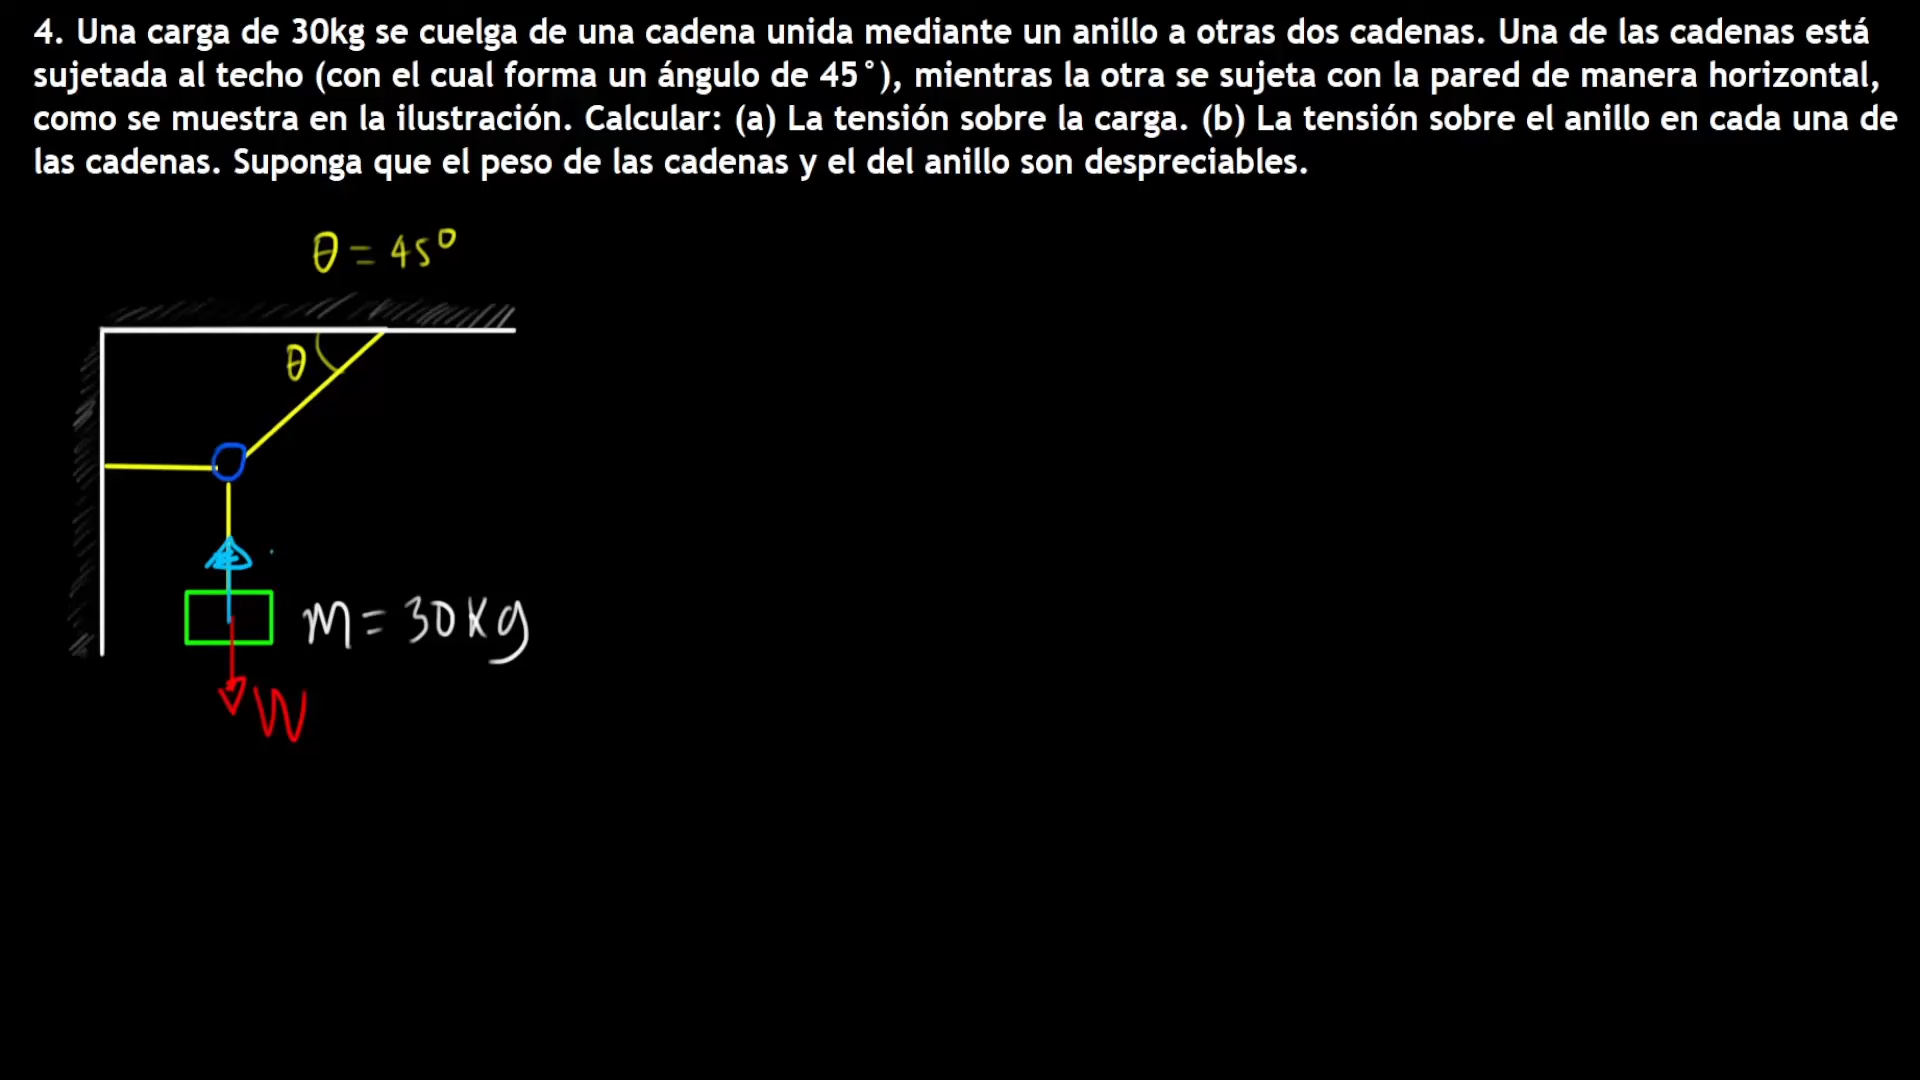 4. Una carga de 30kg se cuelga de una cadena unida mediante un anillo a otras dos cadenas. Una de las cadenas está
sujetada al techo (con el cual forma un ángulo de 45°), mientras la otra se sujeta con la pared de manera horizontal,
como se muestra en la ilustración. Calcular: (a) La tensión sobre la carga. (b) La tensión sobre el anillo en cada una de
las cadenas. Suponga que el peso de las cadenas y el del anillo son despreciables.
θ = 45°
θ
m = 30kg
W